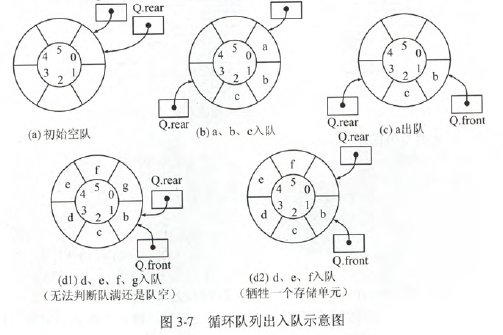 Q.rear
Q.rear
5
4 0
3 1
2
5
4 0 a
3 1 b
2
c
Q.rear
5
4 0
3 1 b
2
c
Q.rear
Q.front
(a) 初始空队
(b) a、b、c入队
(c) a出队
f
e 5 g
4 0
3 1
d 2 b
c
Q.rear
Q.front
Q.rear
f
e 5
4 0
3 1
d 2 b
c
Q.front
(d1) d、e、f、g入队
(无法判断队满还是队空)
(d2) d、e、f入队
(牺牲一个存储单元)
图 3-7 循环队列出入队示意图